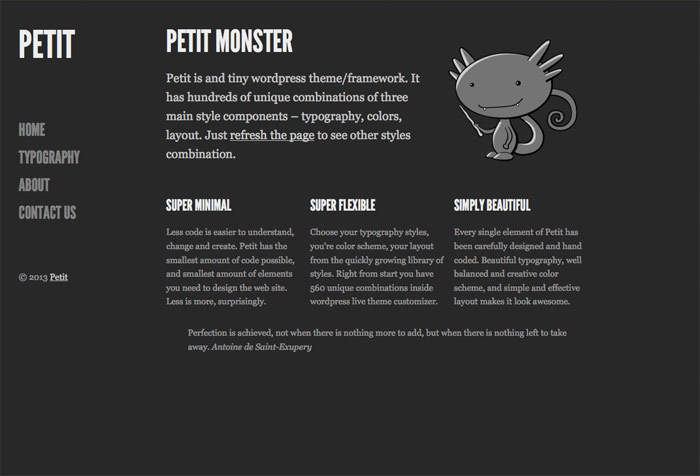 PETIT
HOME
TYPOGRAPHY
ABOUT
CONTACT US
© 2013 Petit
PETIT MONSTER
Petit is and tiny wordpress theme/framework. It
has hundreds of unique combinations of three
main style components – typography, colors,
layout. Just refresh the page to see other styles
combination.
SUPER MINIMAL
Less code is easier to understand,
change and create. Petit has the
smallest amount of code possible,
and smallest amount of elements
you need to design the web site.
Less is more, surprisingly.
SUPER FLEXIBLE
Choose your typography styles,
you're color scheme, your layout
from the quickly growing library of
styles. Right from start you have
560 unique combinations inside
wordpress live theme customizer.
SIMPLY BEAUTIFUL
Every single element of Petit has
been carefully designed and hand
coded. Beautiful typography, well
balanced and creative color
scheme, and simple and effective
layout makes it look awesome.
Perfection is achieved, not when there is nothing more to add, but when there is nothing left to take
away. Antoine de Saint-Exupery